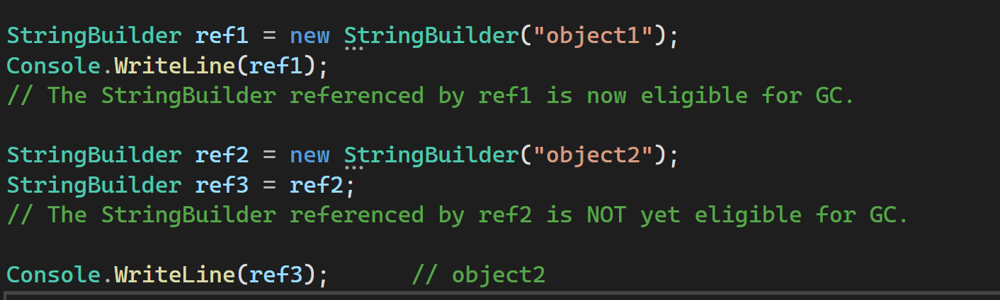 StringBuilder ref1 = new StringBuilder("object1");
Console.WriteLine(ref1);
// The StringBuilder referenced by ref1 is now eligible for GC.
StringBuilder ref2 = new StringBuilder("object2");
StringBuilder ref3 = ref2;
// The StringBuilder referenced by ref2 is NOT yet eligible for GC.
Console.WriteLine(ref3);      // object2